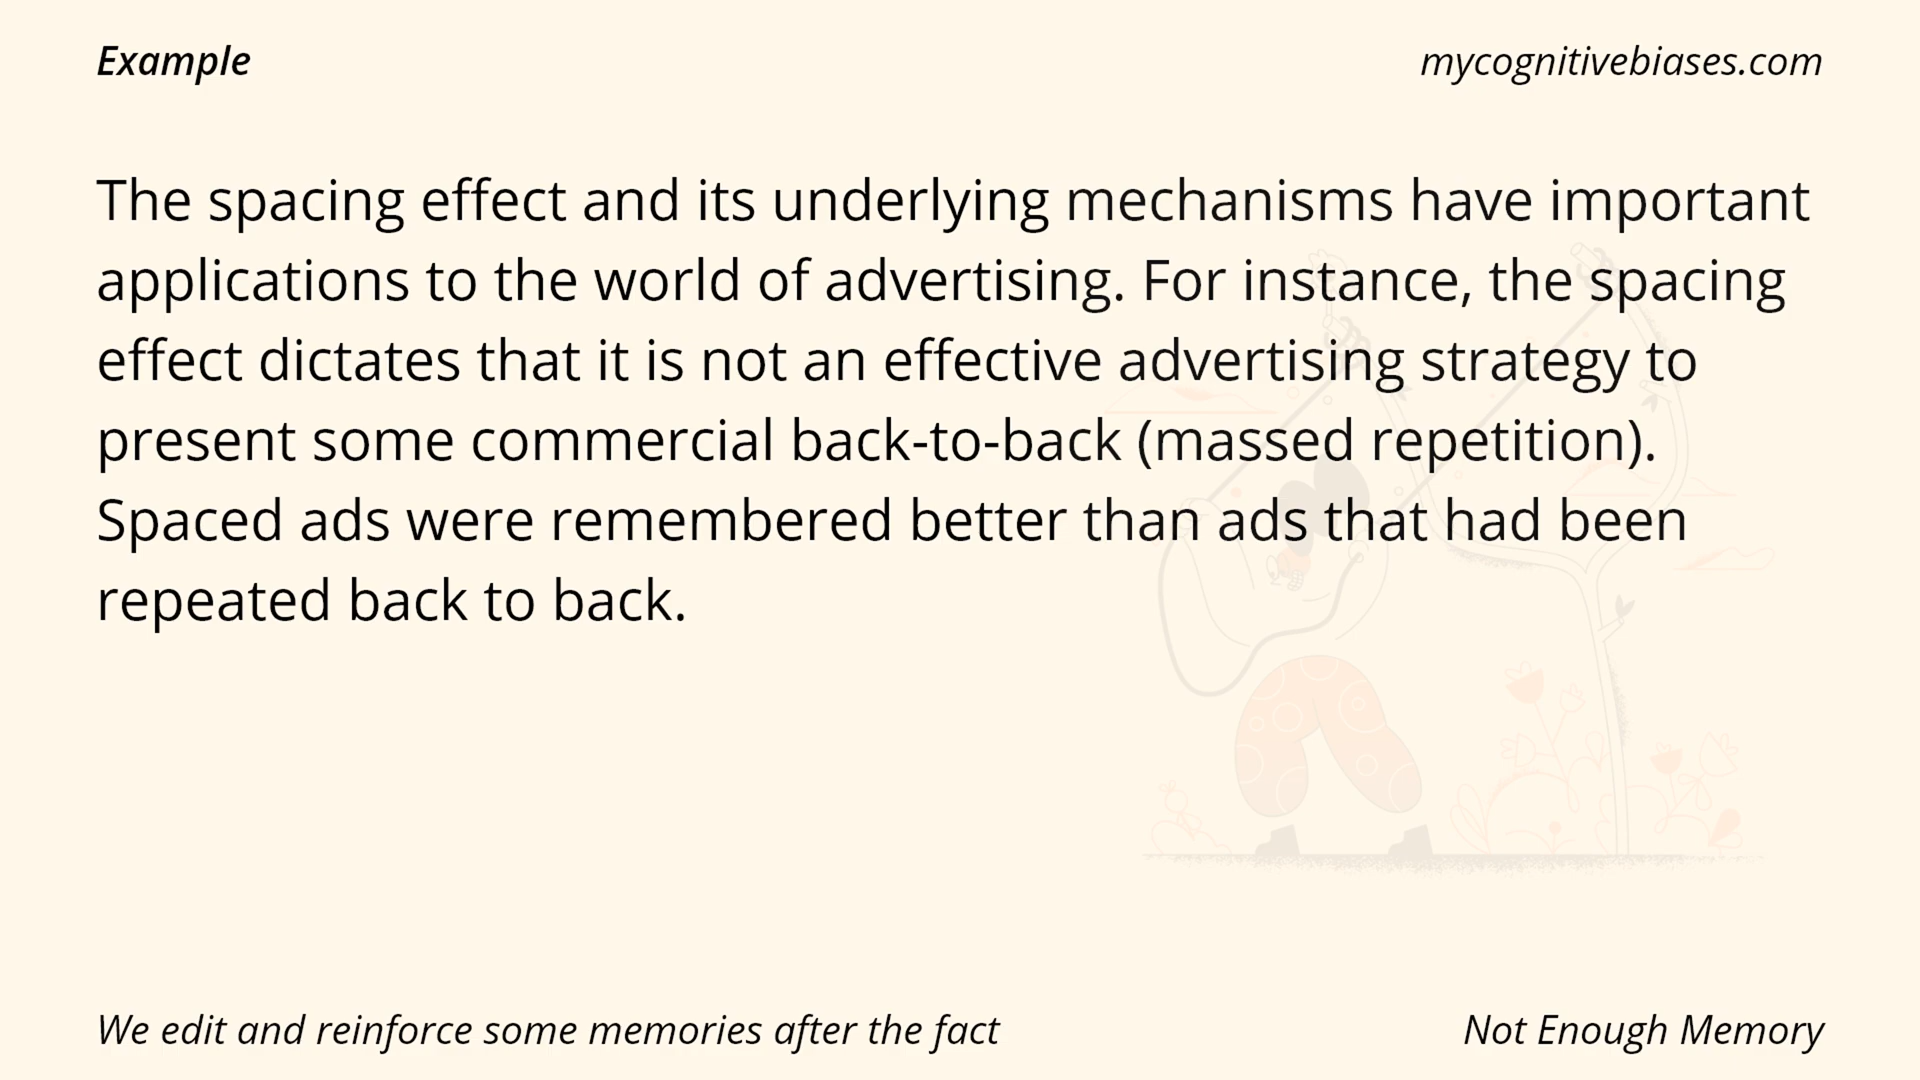 Example
mycognitivebiases.com
The spacing effect and its underlying mechanisms have important
applications to the world of advertising. For instance, the spacing
effect dictates that it is not an effective advertising strategy to
present some commercial back-to-back (massed repetition).
Spaced ads were remembered better than ads that had been
repeated back to back.
We edit and reinforce some memories after the fact
Not Enough Memory